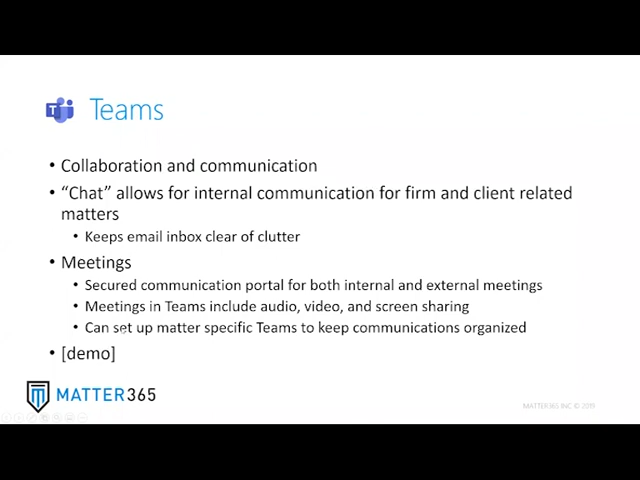 Teams
• Collaboration and communication
• “Chat” allows for internal communication for firm and client related
matters
• Keeps email inbox clear of clutter
• Meetings
• Secured communication portal for both internal and external meetings
• Meetings in Teams include audio, video, and screen sharing
• Can set up matter specific Teams to keep communications organized
• [demo]
MATTER365
MATTER365 INC © 2019